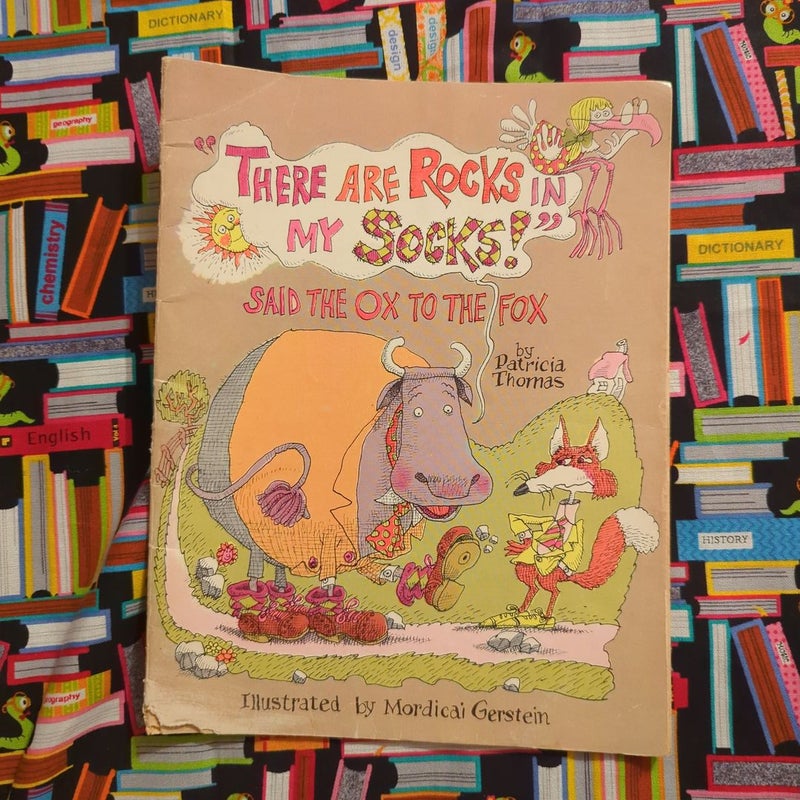 "THERE ARE ROCKS IN
MY SOCKS!"
SAID THE OX TO THE FOX
by
Patricia
Thomas
Illustrated by Mordicai Gerstein
DICTIONARY
design
design
geography
chemistry
English
DICTIONARY
HISTORY